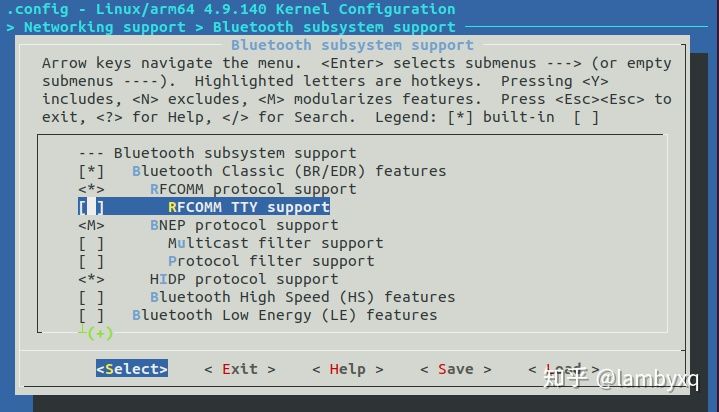 .config - Linux/arm64 4.9.140 Kernel Configuration
> Networking support > Bluetooth subsystem support
Bluetooth subsystem support
Arrow keys navigate the menu.  <Enter> selects submenus ---> (or empty
submenus ----).  Highlighted letters are hotkeys.  Pressing <Y>
includes, <N> excludes, <M> modularizes features.  Press <Esc><Esc> to
exit, <?> for Help, </> for Search.  Legend: [*] built-in  [ ]
--- Bluetooth subsystem support
[*]   Bluetooth Classic (BR/EDR) features
<*>     RFCOMM protocol support
[ ]       RFCOMM TTY support
<M>     BNEP protocol support
[ ]       Multicast filter support
[ ]       Protocol filter support
<*>     HIDP protocol support
[ ]     Bluetooth High Speed (HS) features
[ ]   Bluetooth Low Energy (LE) features
┴(+)
<Select>    < Exit >    < Help >    < Save >    < Load >
知乎 @lambyxq